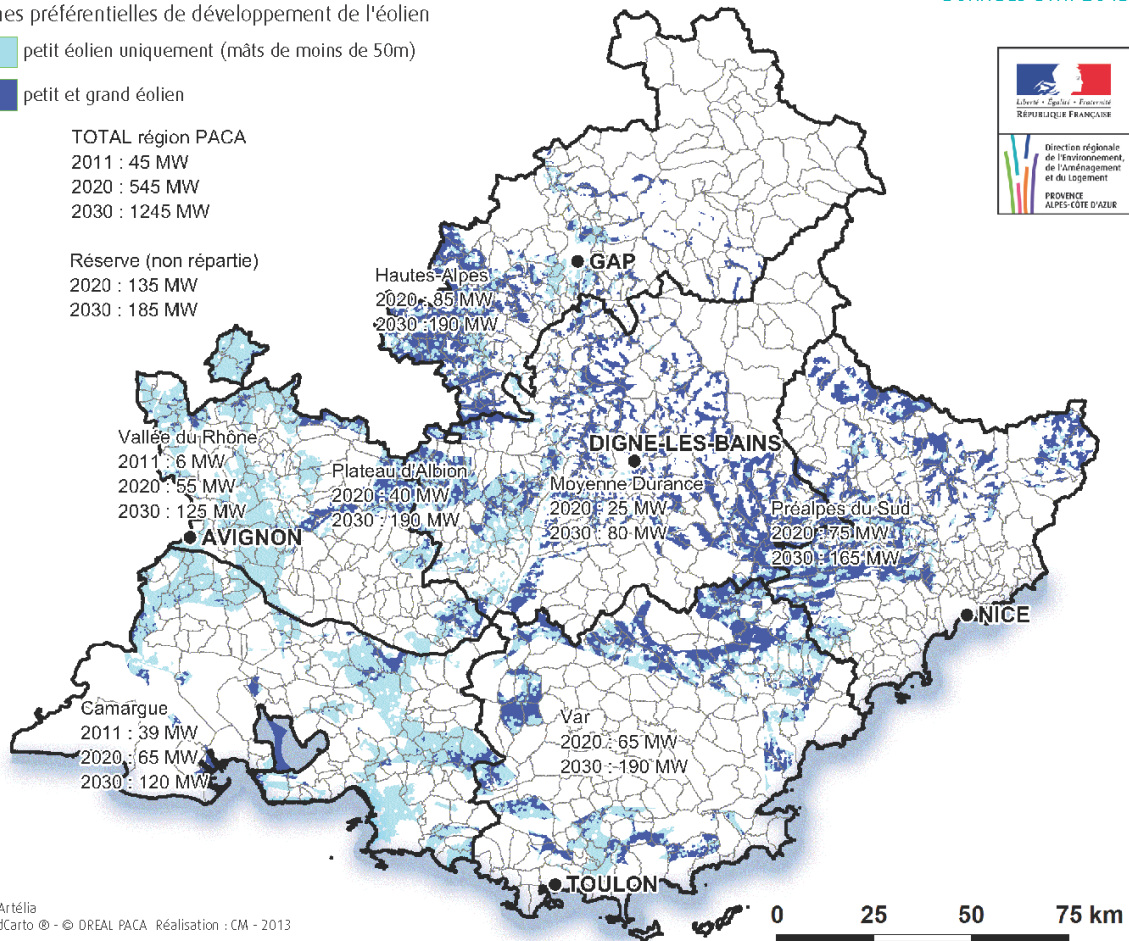 nes préférentielles de développement de l'éolien
petit éolien uniquement (mâts de moins de 50m)
petit et grand éolien
TOTAL région PACA
2011 : 45 MW
2020 : 545 MW
2030 : 1245 MW
Réserve (non répartie)
2020 : 135 MW
2030 : 185 MW
Liberté • Égalité • Fraternité
RÉPUBLIQUE FRANÇAISE
Direction régionale
de l'Environnement,
de l'Aménagement
et du Logement
PROVENCE
ALPES-CÔTE D'AZUR
GAP
Hautes-Alpes
2020 : 85 MW
2030 : 190 MW
Vallée du Rhône
2011 : 6 MW
2020 : 55 MW
2030 : 125 MW
AVIGNON
Plateau d'Albion
2020 : 40 MW
2030 : 190 MW
DIGNE-LES-BAINS
Moyenne Durance
2020 : 25 MW
2030 : 80 MW
Préalpes du Sud
2020 : 75 MW
2030 : 165 MW
NICE
Camargue
2011 : 39 MW
2020 : 65 MW
2030 : 120 MW
Var
2020 : 65 MW
2030 : 190 MW
TOULON
Artélia
dCarto ® - © DREAL PACA Réalisation : CM - 2013
0 25 50 75 km